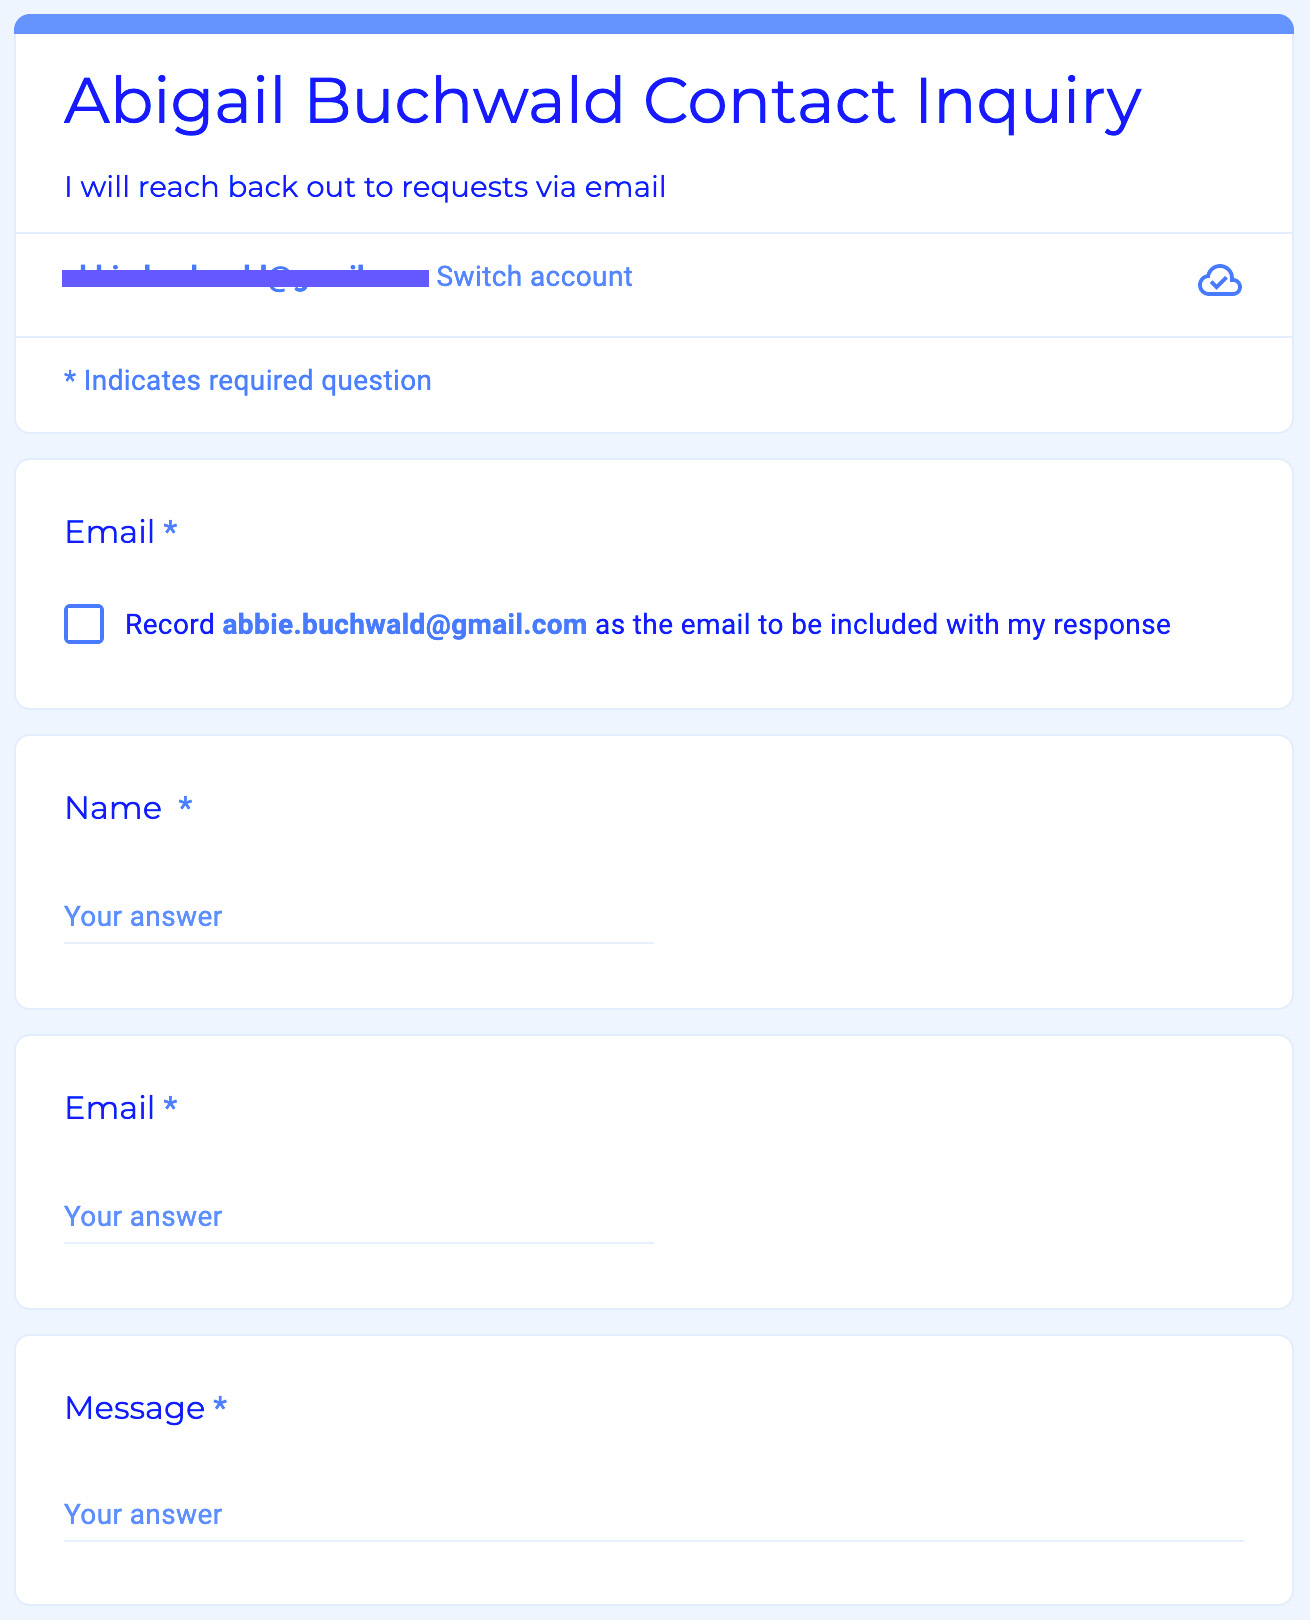 Abigail Buchwald Contact Inquiry
I will reach back out to requests via email
Switch account
* Indicates required question
Email *
Record abbie.buchwald@gmail.com as the email to be included with my response
Name *
Your answer
Email *
Your answer
Message *
Your answer